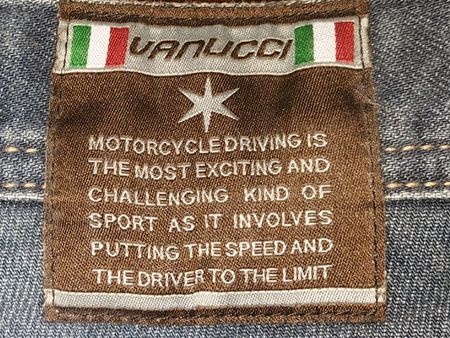 VANUCCI
MOTORCYCLE DRIVING IS
THE MOST EXCITING AND
CHALLENGING KIND OF
SPORT AS IT INVOLVES
PUTTING THE SPEED AND
THE DRIVER TO THE LIMIT